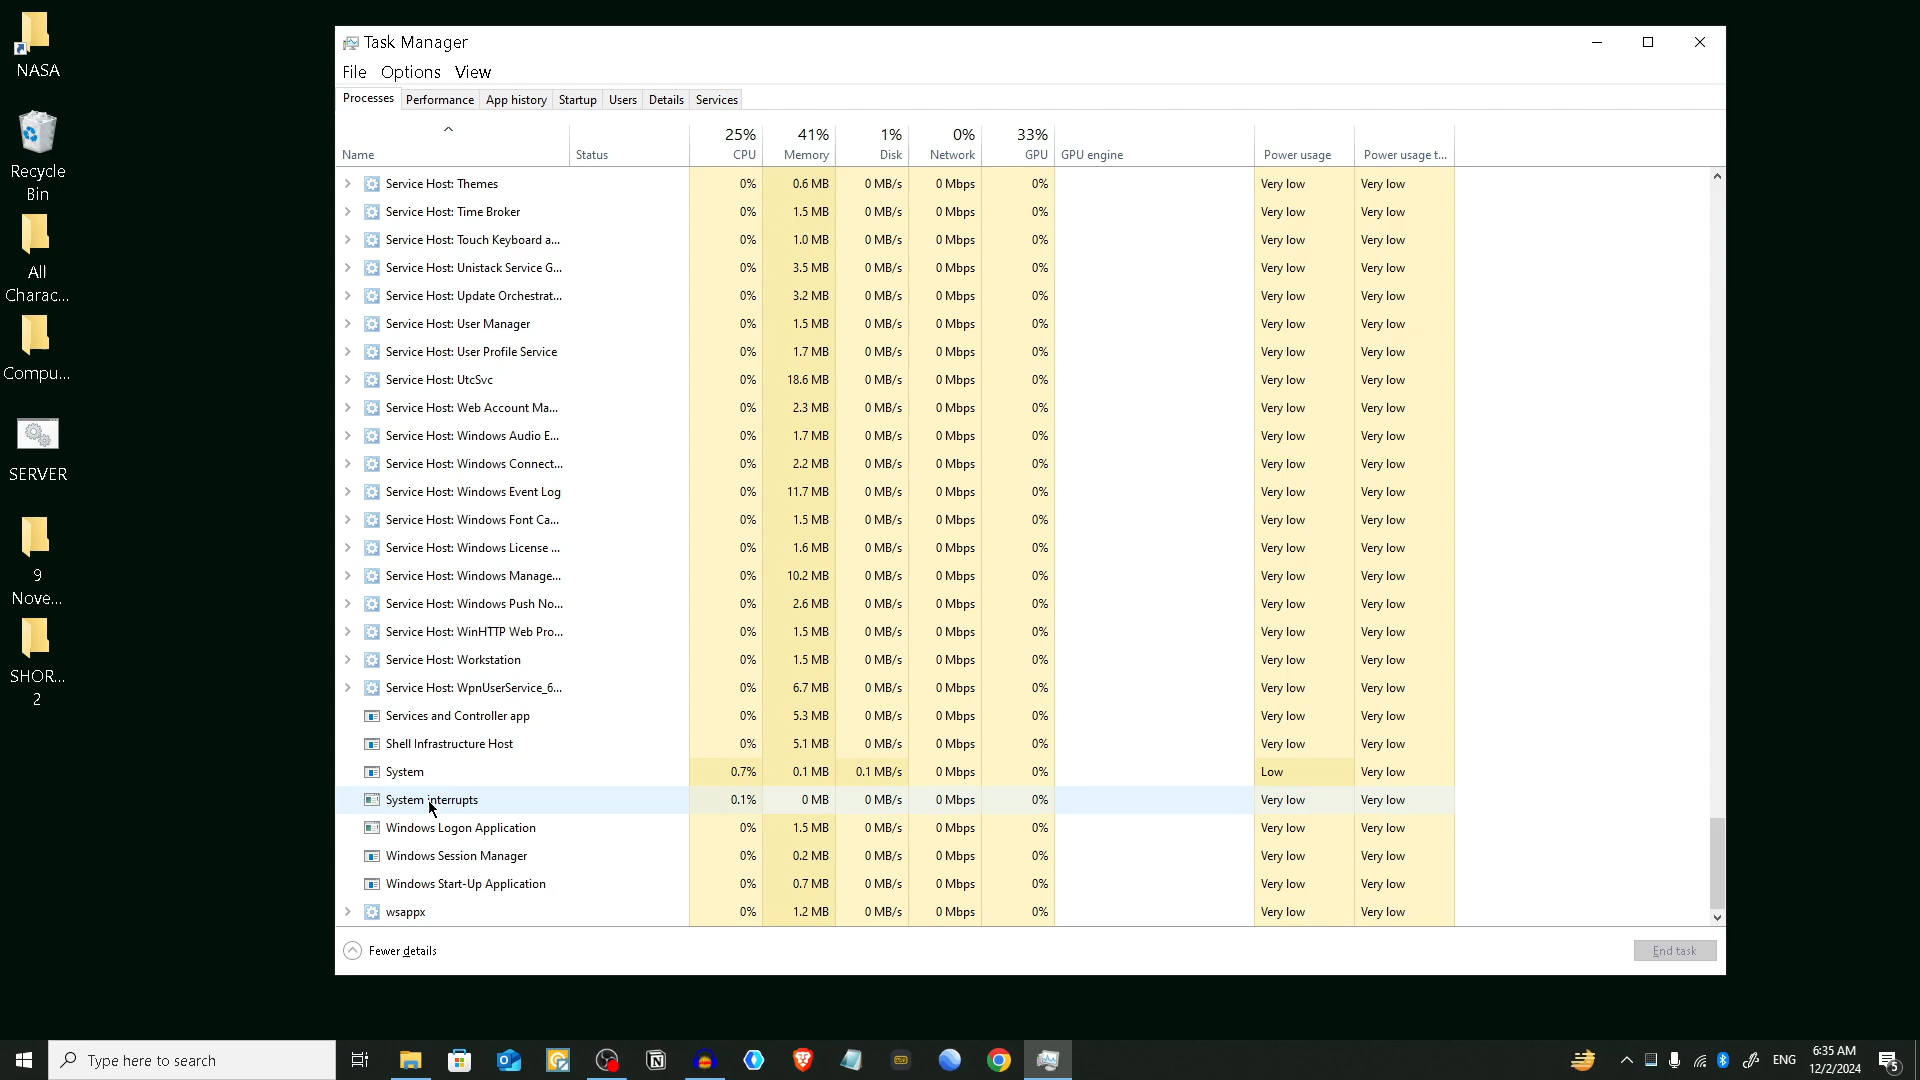 NASA
Recycle
Bin
All
Charac...
Compu...
SERVER
9
Nove...
SHOR...
2
Task Manager
File Options View
Processes Performance App history Startup Users Details Services
25% 41% 1% 0% 33%
Name Status CPU Memory Disk Network GPU GPU engine Power usage Power usage t...
Service Host: Themes 0% 0.6 MB 0 MB/s 0 Mbps 0% Very low Very low
Service Host: Time Broker 0% 1.5 MB 0 MB/s 0 Mbps 0% Very low Very low
Service Host: Touch Keyboard a... 0% 1.0 MB 0 MB/s 0 Mbps 0% Very low Very low
Service Host: Unistack Service G... 0% 3.5 MB 0 MB/s 0 Mbps 0% Very low Very low
Service Host: Update Orchestrat... 0% 3.2 MB 0 MB/s 0 Mbps 0% Very low Very low
Service Host: User Manager 0% 1.5 MB 0 MB/s 0 Mbps 0% Very low Very low
Service Host: User Profile Service 0% 1.7 MB 0 MB/s 0 Mbps 0% Very low Very low
Service Host: UtcSvc 0% 18.6 MB 0 MB/s 0 Mbps 0% Very low Very low
Service Host: Web Account Ma... 0% 2.3 MB 0 MB/s 0 Mbps 0% Very low Very low
Service Host: Windows Audio E... 0% 1.7 MB 0 MB/s 0 Mbps 0% Very low Very low
Service Host: Windows Connect... 0% 2.2 MB 0 MB/s 0 Mbps 0% Very low Very low
Service Host: Windows Event Log 0% 11.7 MB 0 MB/s 0 Mbps 0% Very low Very low
Service Host: Windows Font Ca... 0% 1.5 MB 0 MB/s 0 Mbps 0% Very low Very low
Service Host: Windows License ... 0% 1.6 MB 0 MB/s 0 Mbps 0% Very low Very low
Service Host: Windows Manage... 0% 10.2 MB 0 MB/s 0 Mbps 0% Very low Very low
Service Host: Windows Push No... 0% 2.6 MB 0 MB/s 0 Mbps 0% Very low Very low
Service Host: WinHTTP Web Pro... 0% 1.5 MB 0 MB/s 0 Mbps 0% Very low Very low
Service Host: Workstation 0% 1.5 MB 0 MB/s 0 Mbps 0% Very low Very low
Service Host: WpnUserService_6... 0% 6.7 MB 0 MB/s 0 Mbps 0% Very low Very low
Services and Controller app 0% 5.3 MB 0 MB/s 0 Mbps 0% Very low Very low
Shell Infrastructure Host 0% 5.1 MB 0 MB/s 0 Mbps 0% Very low Very low
System 0.7% 0.1 MB 0.1 MB/s 0 Mbps 0% Low Very low
System interrupts 0.1% 0 MB 0 MB/s 0 Mbps 0% Very low Very low
Windows Logon Application 0% 1.5 MB 0 MB/s 0 Mbps 0% Very low Very low
Windows Session Manager 0% 0.2 MB 0 MB/s 0 Mbps 0% Very low Very low
Windows Start-Up Application 0% 0.7 MB 0 MB/s 0 Mbps 0% Very low Very low
wsappx 0% 1.2 MB 0 MB/s 0 Mbps 0% Very low Very low
Fewer details End task
Type here to search ENG 6:35 AM
12/2/2024 5